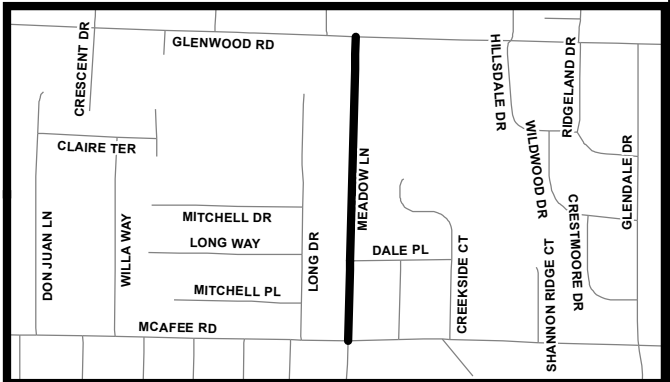 CRESCENT DR
GLENWOOD RD
HILLSDALE DR
RIDGELAND DR
CLAIRE TER
MEADOW LN
WILDWOOD DR
GLENDALE DR
DON JUAN LN
WILLA WAY
MITCHELL DR
LONG WAY
LONG DR
DALE PL
CREEKSIDE CT
CRESTMOORE DR
SHANNON RIDGE CT
MITCHELL PL
MCAFEE RD